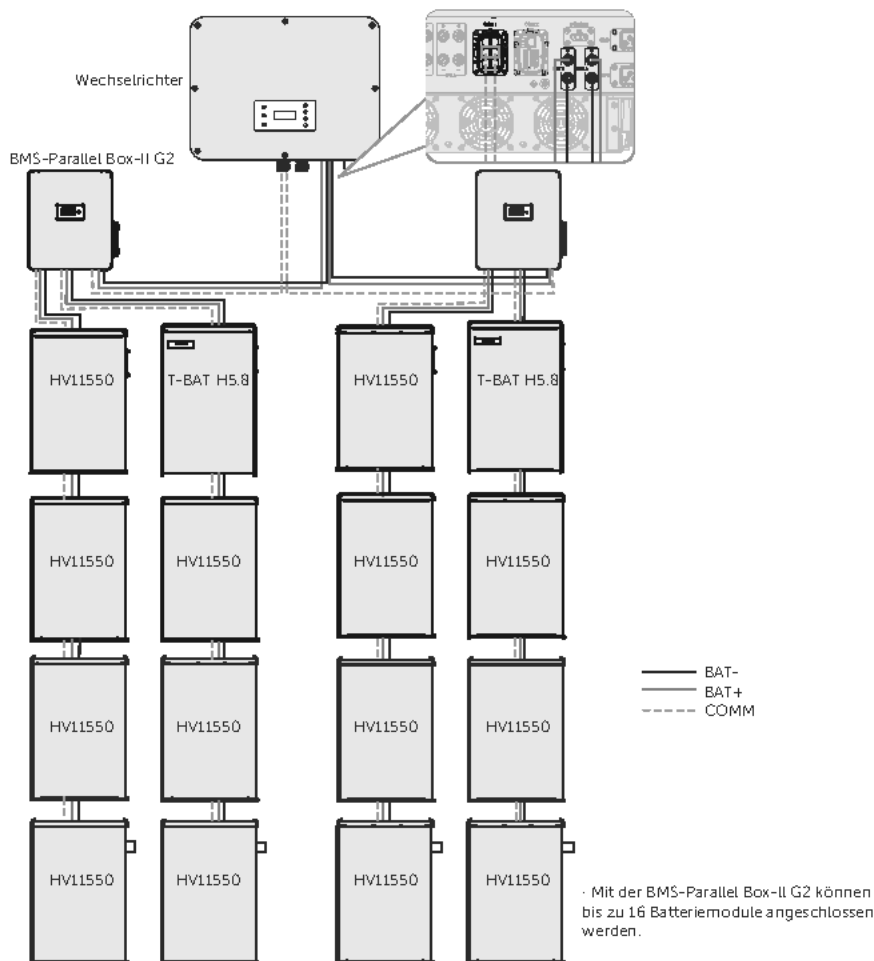 Wechselrichter
BMS-Parallel Box-II G2
HV11550
T-BAT H5.8
HV11550
T-BAT H5.8
HV11550
HV11550
HV11550
HV11550
HV11550
HV11550
HV11550
HV11550
HV11550
HV11550
HV11550
HV11550
BAT-
BAT+
COMM
· Mit der BMS-Parallel Box-II G2 können
bis zu 16 Batteriemodule angeschlossen
werden.